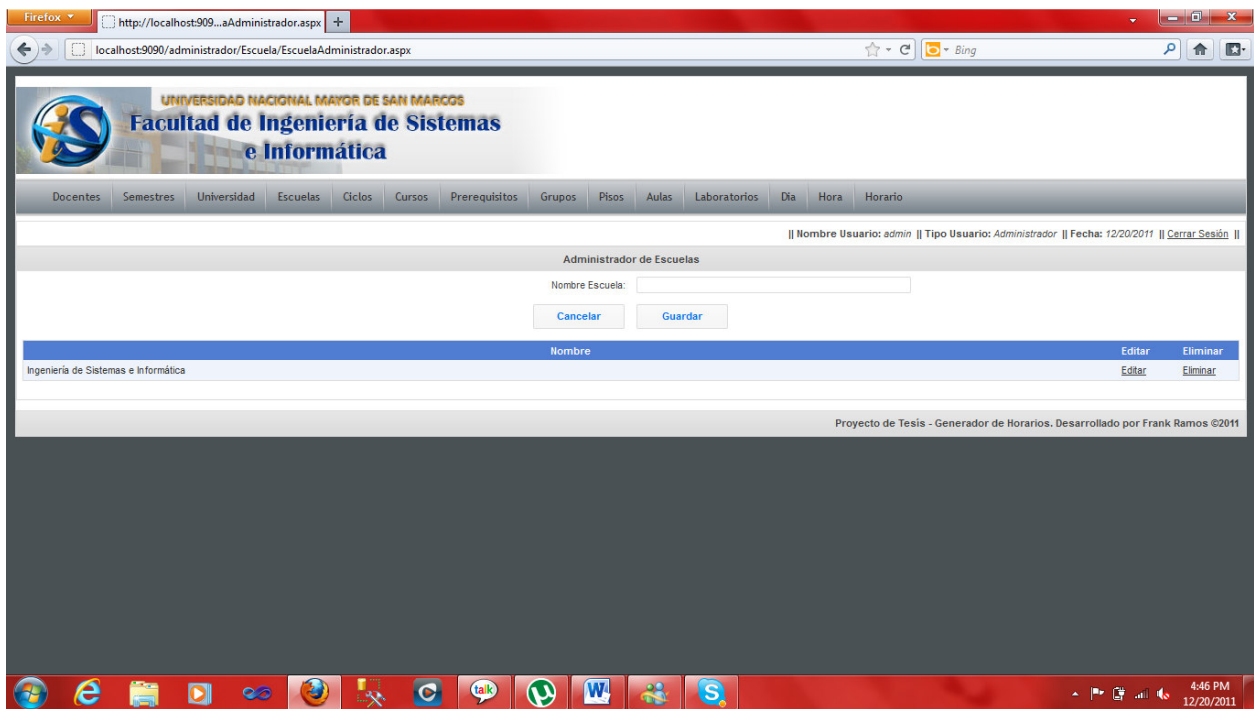 Firefox
http://localhost:909...aAdministrador.aspx
localhost:9090/administrador/Escuela/EscuelaAdministrador.aspx
Bing
UNIVERSIDAD NACIONAL MAYOR DE SAN MARCOS
Facultad de Ingeniería de Sistemas
e Informática
Docentes Semestres Universidad Escuelas Ciclos Cursos Prerequisitos Grupos Pisos Aulas Laboratorios Dia Hora Horario
|| Nombre Usuario: admin || Tipo Usuario: Administrador || Fecha: 12/20/2011 || Cerrar Sesión ||
Administrador de Escuelas
Nombre Escuela:
Cancelar Guardar
Nombre Editar Eliminar
Ingeniería de Sistemas e Informática Editar Eliminar
Proyecto de Tesís - Generador de Horarios. Desarrollado por Frank Ramos ©2011
talk
4:46 PM
12/20/2011